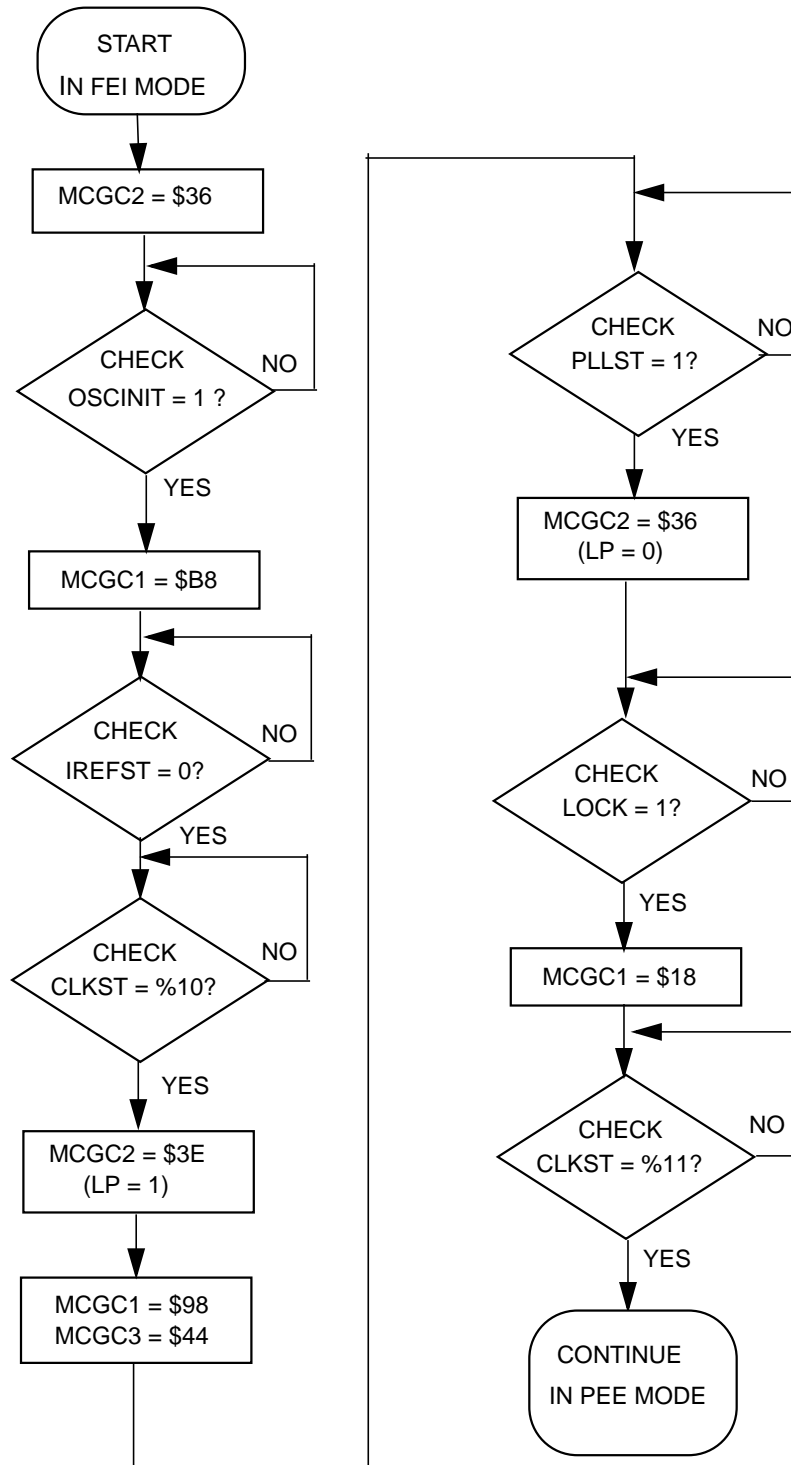 START
IN FEI MODE
MCGC2 = $36
CHECK
OSCINIT = 1 ?
NO
YES
MCGC1 = $B8
CHECK
IREFST = 0?
NO
YES
CHECK
CLKST = %10?
NO
YES
MCGC2 = $3E
(LP = 1)
MCGC1 = $98
MCGC3 = $44
CHECK
PLLST = 1?
NO
YES
MCGC2 = $36
(LP = 0)
CHECK
LOCK = 1?
NO
YES
MCGC1 = $18
CHECK
CLKST = %11?
NO
YES
CONTINUE
IN PEE MODE